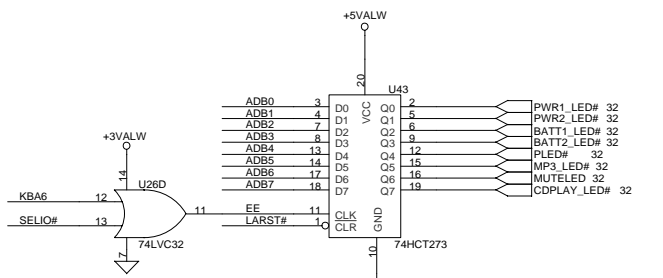 +5VALW
U43
20
VCC
ADB0 3 D0 Q0 2 PWR1_LED# 32
ADB1 4 D1 Q1 5 PWR2_LED# 32
ADB2 7 D2 Q2 6 BATT1_LED# 32
ADB3 8 D3 Q3 9 BATT2_LED# 32
ADB4 13 D4 Q4 12 PLED# 32
ADB5 14 D5 Q5 15 MP3_LED# 32
ADB6 17 D6 Q6 16 MUTELED 32
ADB7 18 D7 Q7 19 CDPLAY_LED# 32
+3VALW
14
U26D
KBA6 12
11 EE 11 CLK
SELIO# 13
LARST# 1 CLR
GND
74LVC32
74HCT273
7
10